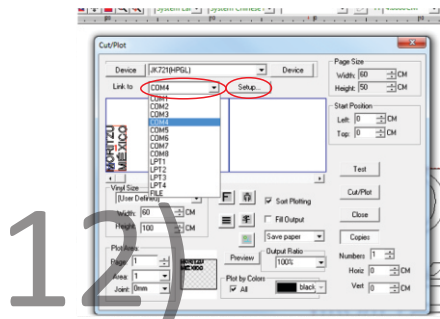 Cut/Plot
Device JK721(HPGL) Device
Link to COM4 Setup...
COM1
COM2
COM3
COM4
COM5
COM6
COM7
COM8
LPT1
LPT2
LPT3
LPT4
FILE
MORITZU
MÉXICO
Page Size
Width: 60 CM
Height: 50 CM
Start Position
Left: 0 CM
Top: 0 CM
Test
Cut/Plot
Close
Copies
Numbers 1
Horiz 0 CM
Vert 0 CM
Vinyl Size
Width: 60 CM
Height: 100 CM
Sort Plotting
Fill Output
Save paper
Plot Area
Page: 1
Area: 1
Joint: 0mm
MORITZU
MÉXICO
Preview
Output Ratio
100%
Plot by Colors
All black
12)